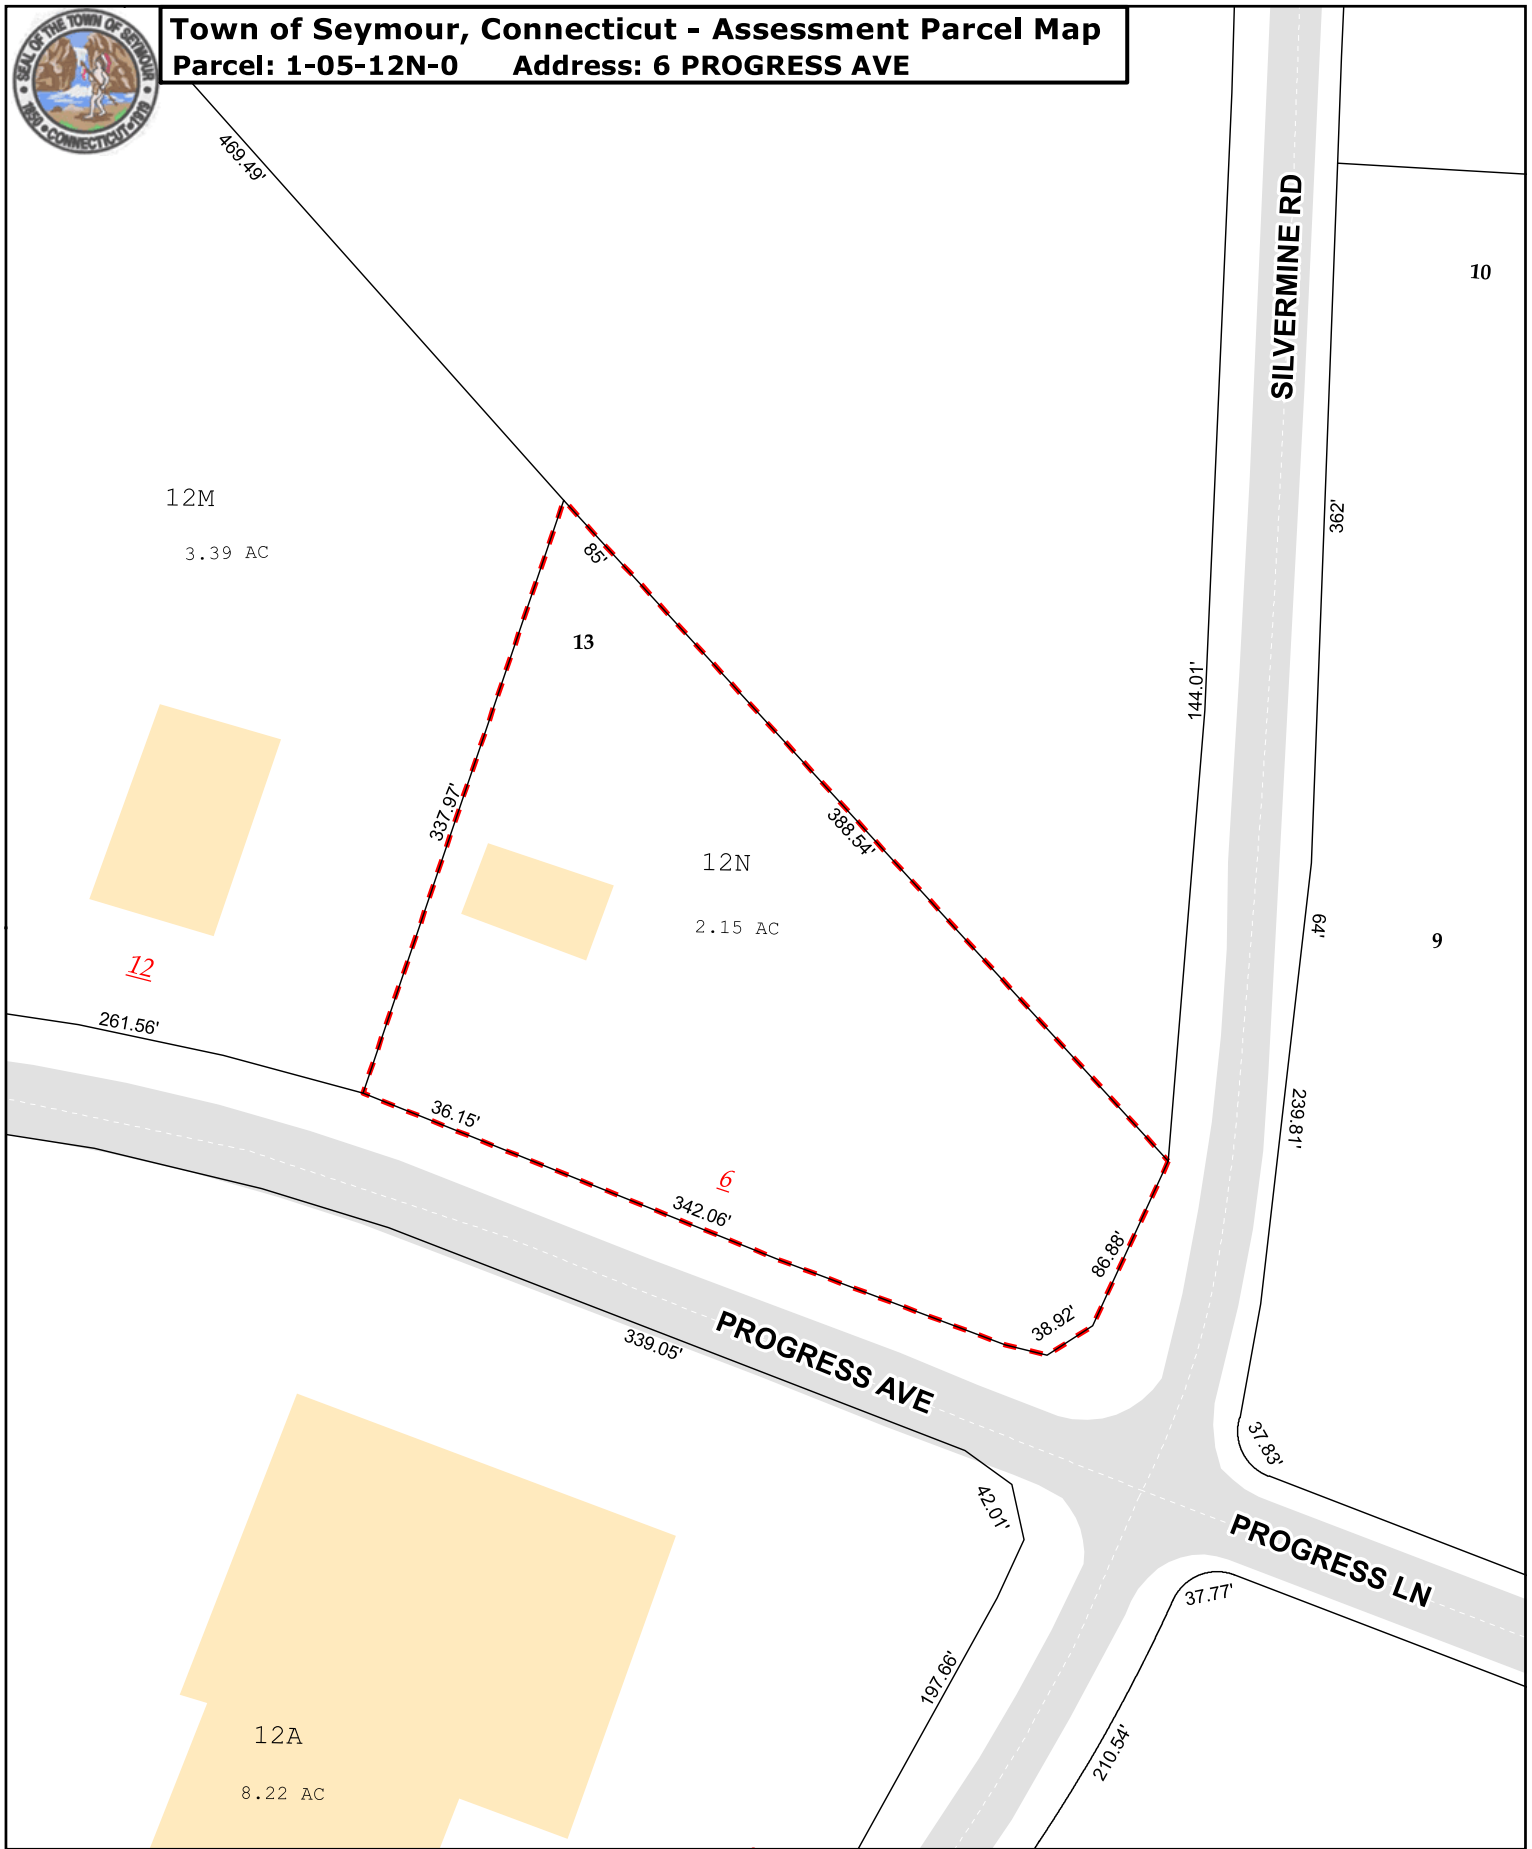 Town of Seymour, Connecticut - Assessment Parcel Map
Parcel: 1-05-12N-0 Address: 6 PROGRESS AVE
SEAL OF THE TOWN OF SEYMOUR
1850 • CONNECTICUT • 1919
469.49'
SILVERMINE RD
10
12M
3.39 AC
362'
85'
13
144.01'
337.97'
388.54'
12N
2.15 AC
64'
9
12
261.56'
36.15'
239.81'
6
342.06'
86.88'
38.92'
339.05'
PROGRESS AVE
37.83'
42.01'
PROGRESS LN
37.77'
197.66'
12A
210.54'
8.22 AC